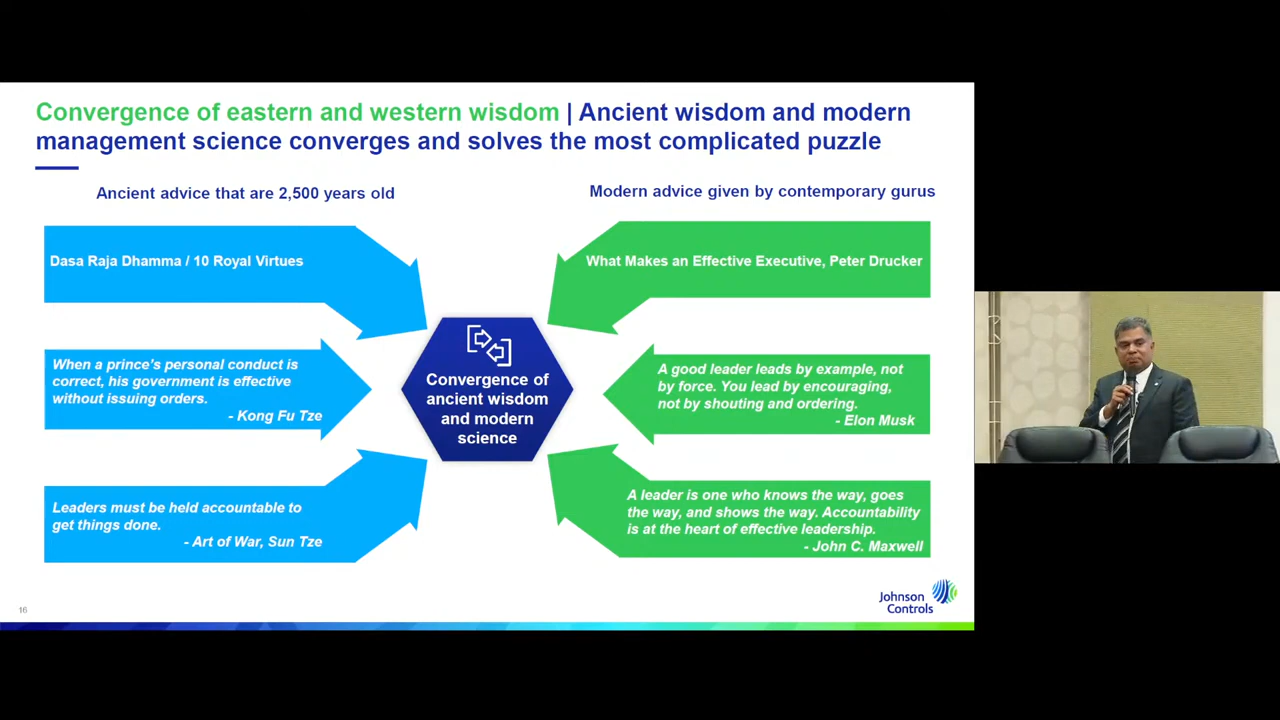 Convergence of eastern and western wisdom | Ancient wisdom and modern
management science converges and solves the most complicated puzzle
Ancient advice that are 2,500 years old
Dasa Raja Dhamma / 10 Royal Virtues
When a prince's personal conduct is
correct, his government is effective
without issuing orders.
- Kong Fu Tze
Leaders must be held accountable to
get things done.
- Art of War, Sun Tze
Convergence of
ancient wisdom
and modern
science
Modern advice given by contemporary gurus
What Makes an Effective Executive, Peter Drucker
A good leader leads by example, not
by force. You lead by encouraging,
not by shouting and ordering.
- Elon Musk
A leader is one who knows the way, goes
the way, and shows the way. Accountability
is at the heart of effective leadership.
- John C. Maxwell
16
Johnson
Controls